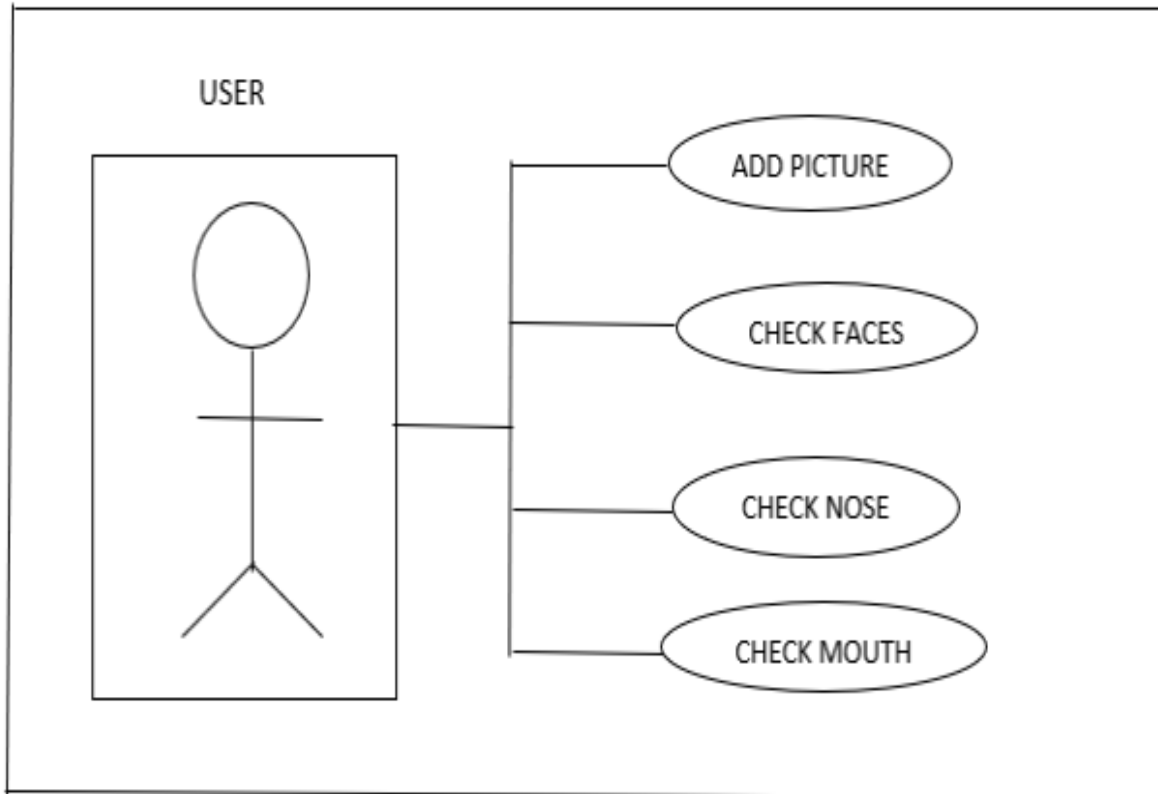 USER
ADD PICTURE
CHECK FACES
CHECK NOSE
CHECK MOUTH